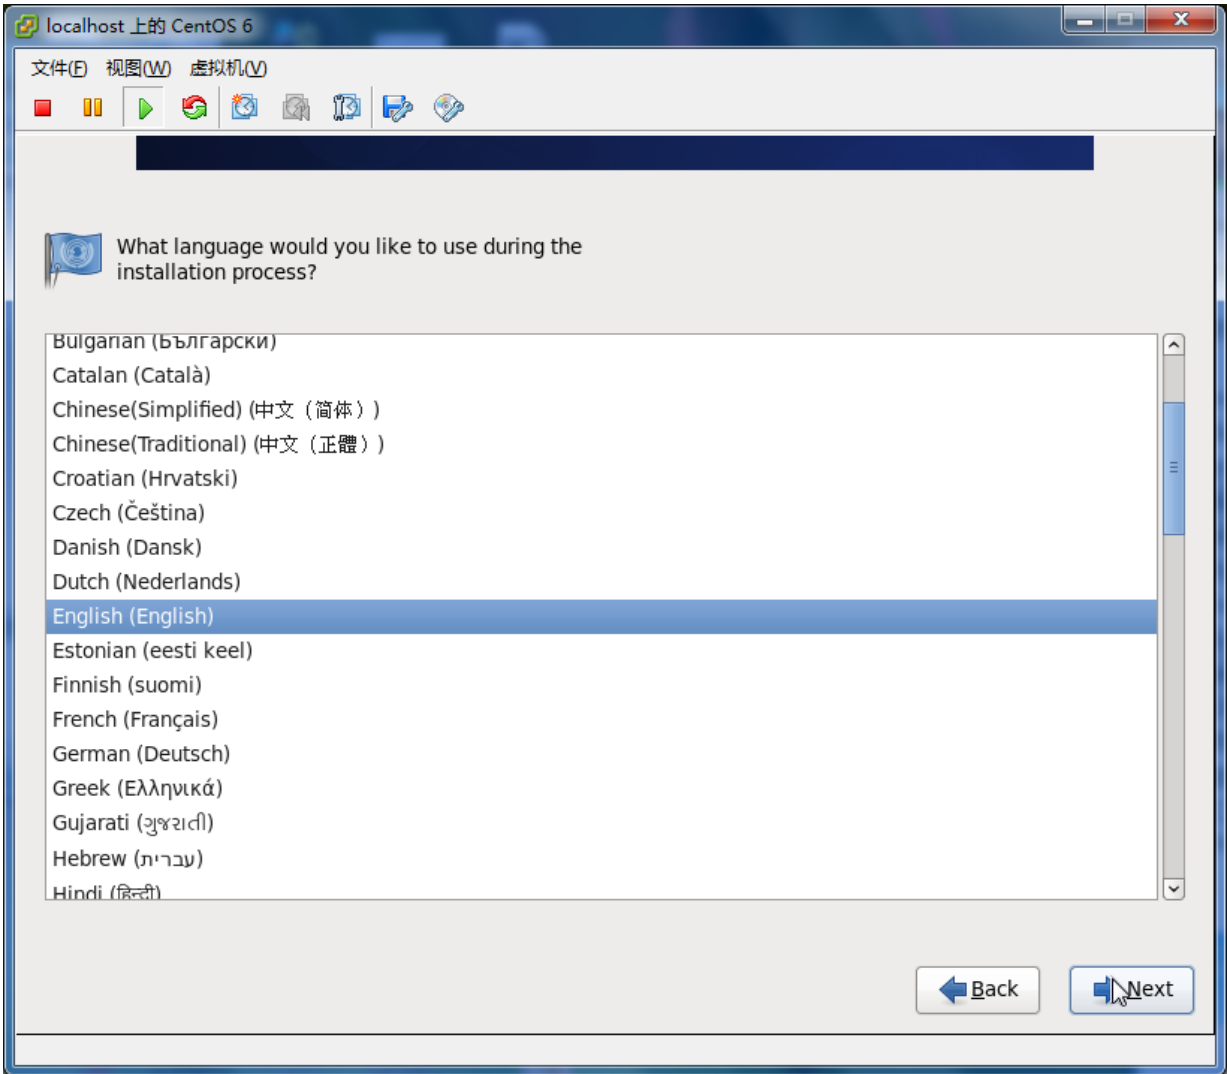 localhost 上的 CentOS 6
文件(F) 视图(W) 虚拟机(V)
What language would you like to use during the
installation process?
Bulgarian (Български)
Catalan (Català)
Chinese(Simplified) (中文（简体）)
Chinese(Traditional) (中文（正體）)
Croatian (Hrvatski)
Czech (Čeština)
Danish (Dansk)
Dutch (Nederlands)
English (English)
Estonian (eesti keel)
Finnish (suomi)
French (Français)
German (Deutsch)
Greek (Ελληνικά)
Gujarati (ગુજરાતી)
Hebrew (עברית)
Hindi (हिन्दी)
Back Next